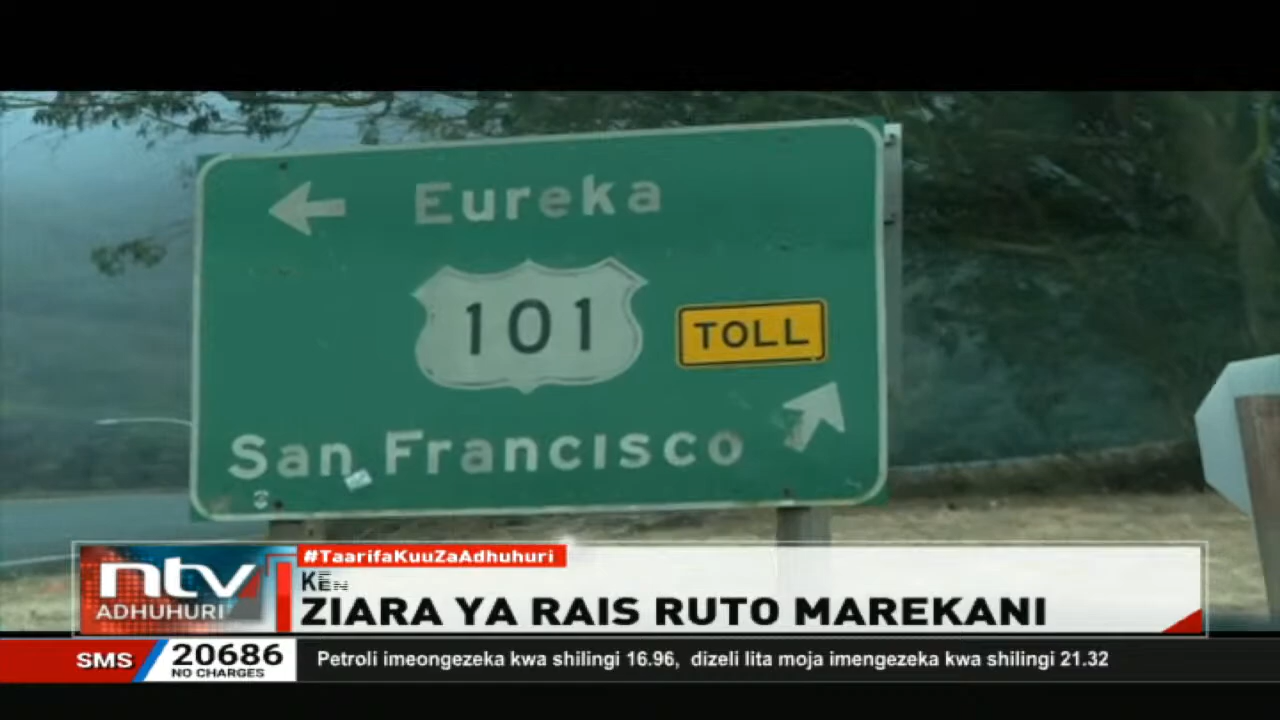 Eureka
101
TOLL
San Francisco
ntv
ADHUHURI
#TaarifaKuuZaAdhuhuri
ZIARA YA RAIS RUTO MAREKANI
SMS
20686
NO CHARGES
Petroli imeongezeka kwa shilingi 16.96, dizeli lita moja imengezeka kwa shilingi 21.32